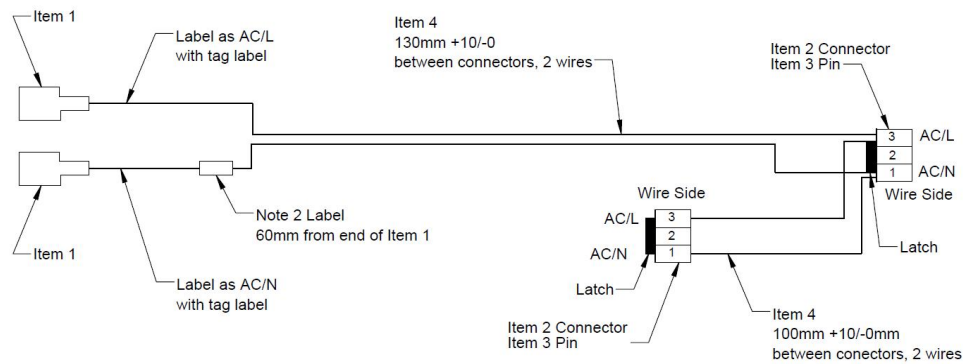 Item 1
Label as AC/L
with tag label
Item 4
130mm +10/-0
between connectors, 2 wires
Item 2 Connector
Item 3 Pin
3
AC/L
2
1
AC/N
Wire Side
Latch
Item 1
Note 2 Label
60mm from end of Item 1
Label as AC/N
with tag label
Wire Side
AC/L
3
2
AC/N
1
Latch
Item 2 Connector
Item 3 Pin
Item 4
100mm +10/-0mm
between conectors, 2 wires